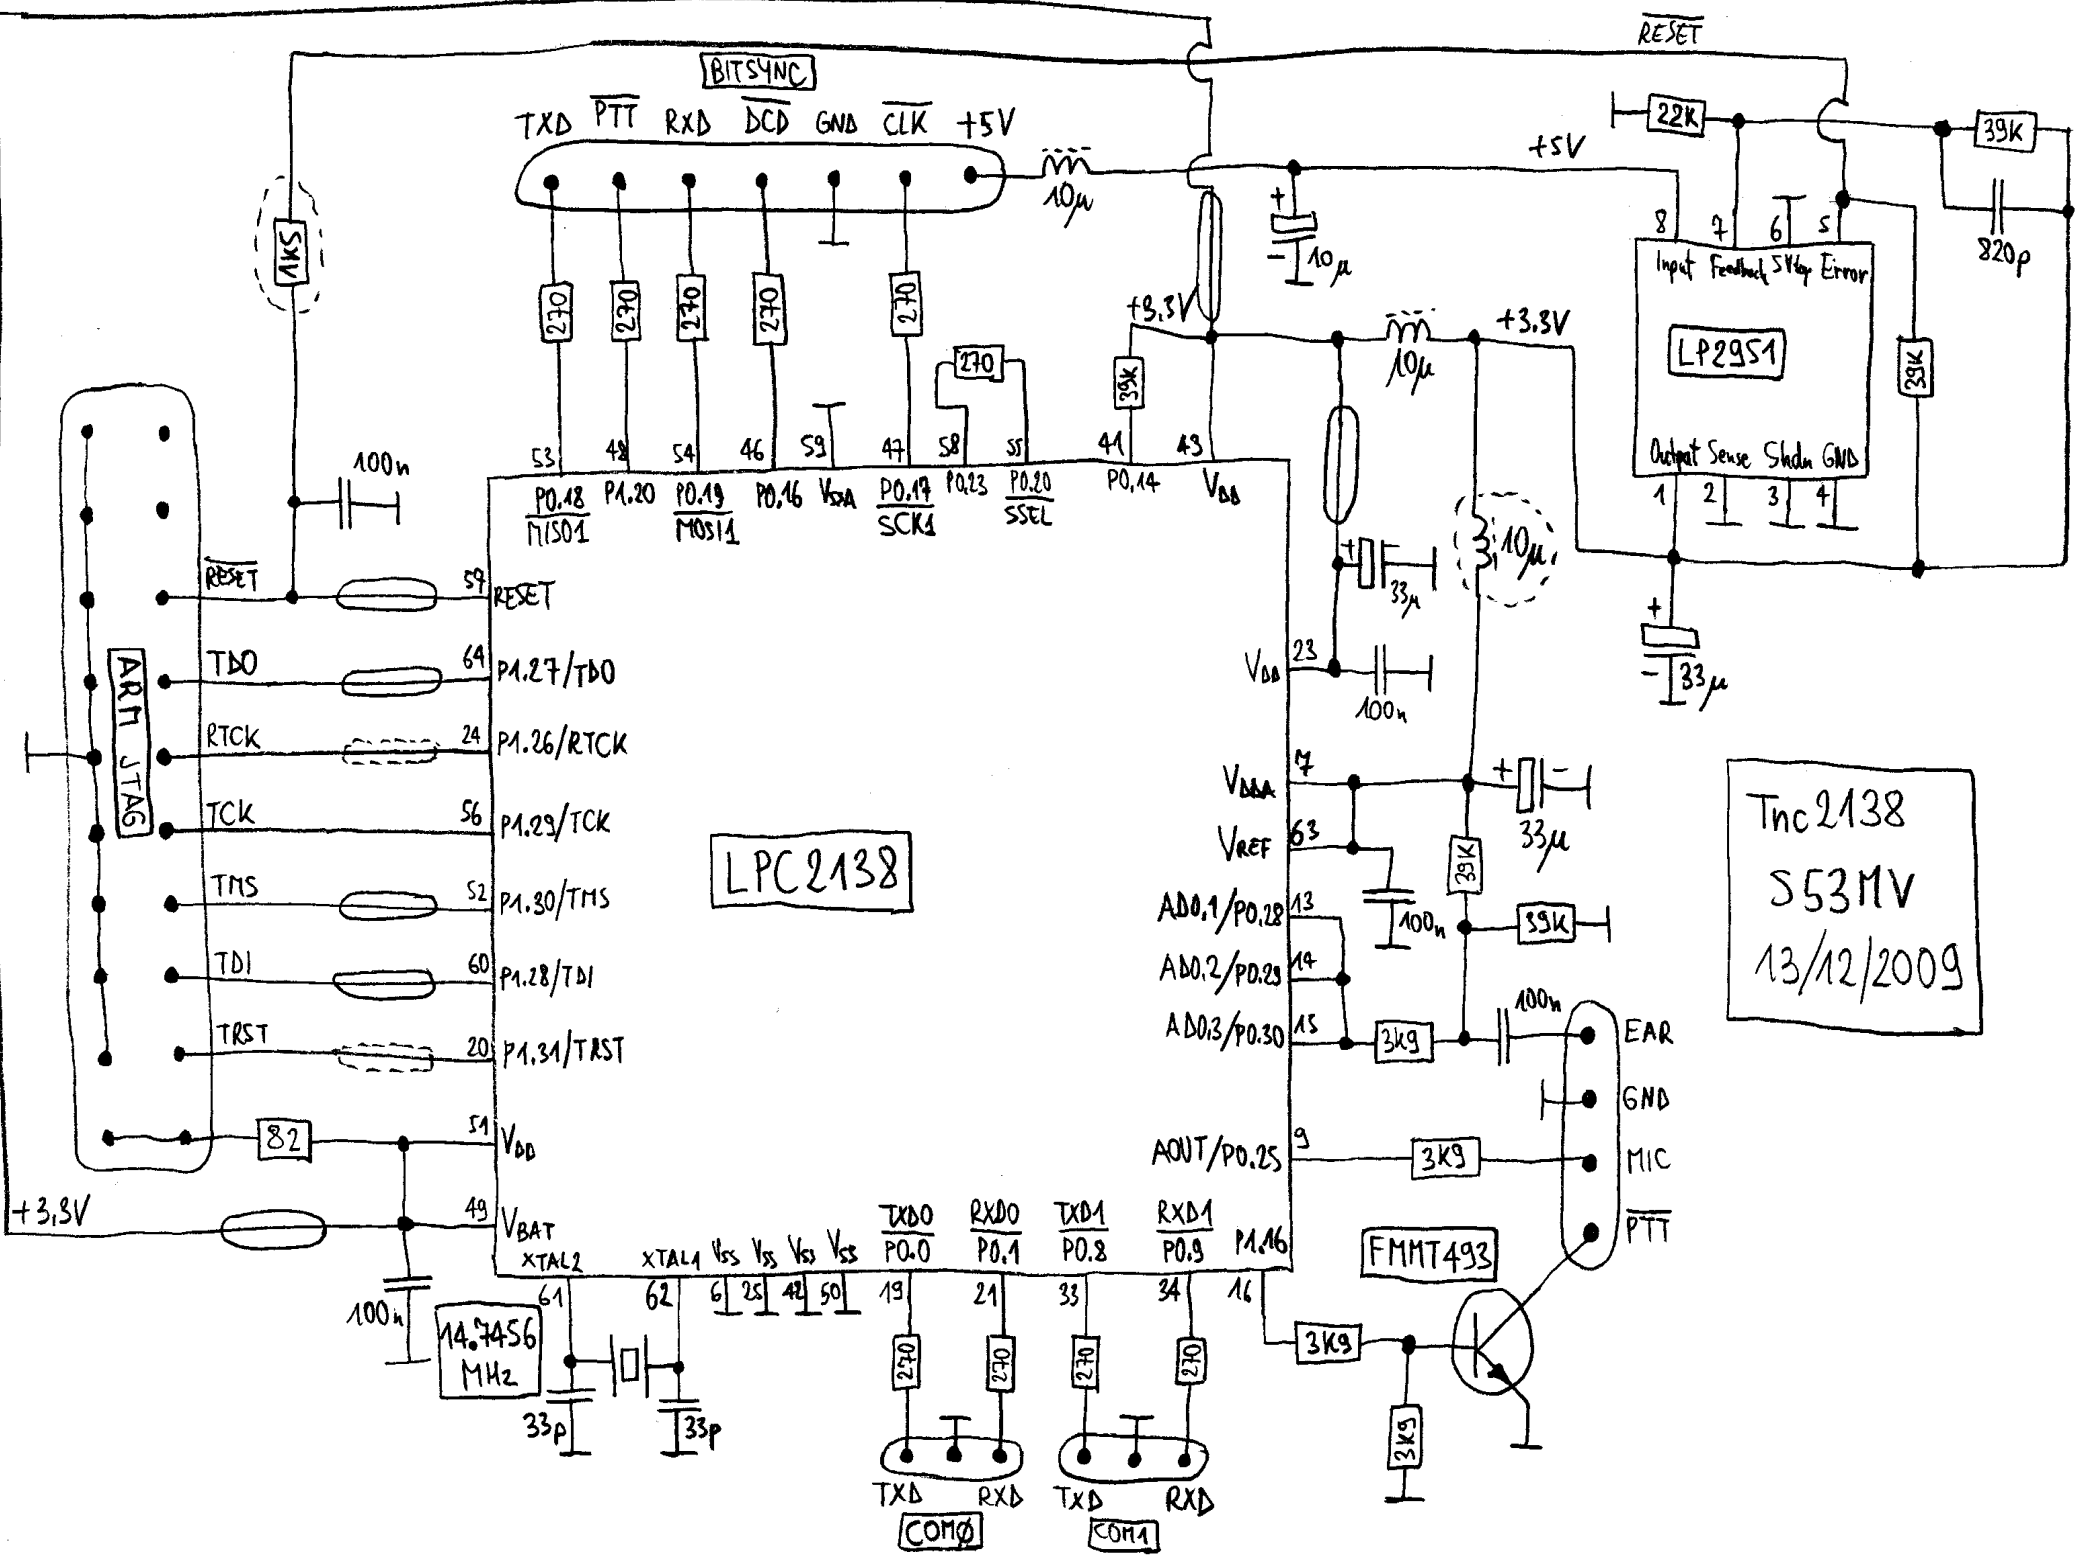 RESET
BITSYNC
TXD PTT RXD DCD GND CLK +5V
10µ
+5V
22K
39K
820p
+
10µ
-
1K5
270 270 270 270 270
270
39K
+3.3V
10µ
+3.3V
8 7 6 5
Input Feedback 5Vtap Error
LP2951
Output Sense Shdn GND
1 2 3 4
39K
+
33µ
-
53 48 54 46 59 47 58 55 41 43
P0.18 P1.20 P0.19 P0.16 VSSA P0.17 P0.23 P0.20 P0.14 VDD
MISO1 MOSI1 SCK1 SSEL
100n
RESET 57 RESET
TDO 64 P1.27/TDO
RTCK 24 P1.26/RTCK
TCK 56 P1.29/TCK
TMS 52 P1.30/TMS
TDI 60 P1.28/TDI
TRST 20 P1.31/TRST
ARM JTAG
82 51 VDD
+3.3V 49 VBAT
100n
LPC2138
+ -
33µ
10µ
VDD 23
100n
VDDA 7
+ -
33µ
VREF 63
100n
39K
39K
AD0.1/P0.28 13
AD0.2/P0.29 14
AD0.3/P0.30 15
3K9
100n
EAR
GND
AOUT/P0.25 9
3K9
MIC
PTT
Tnc2138
S53MV
13/12/2009
XTAL2 XTAL1 VSS VSS VSS VSS
TXD0 RXD0 TXD1 RXD1
P0.0 P0.1 P0.8 P0.9 P1.16
61 62 6 25 42 50 19 21 33 34 16
14.7456
MHz
33p 33p
270 270 270 270
3K9
3K9
FMMT493
TXD RXD TXD RXD
COM0 COM1